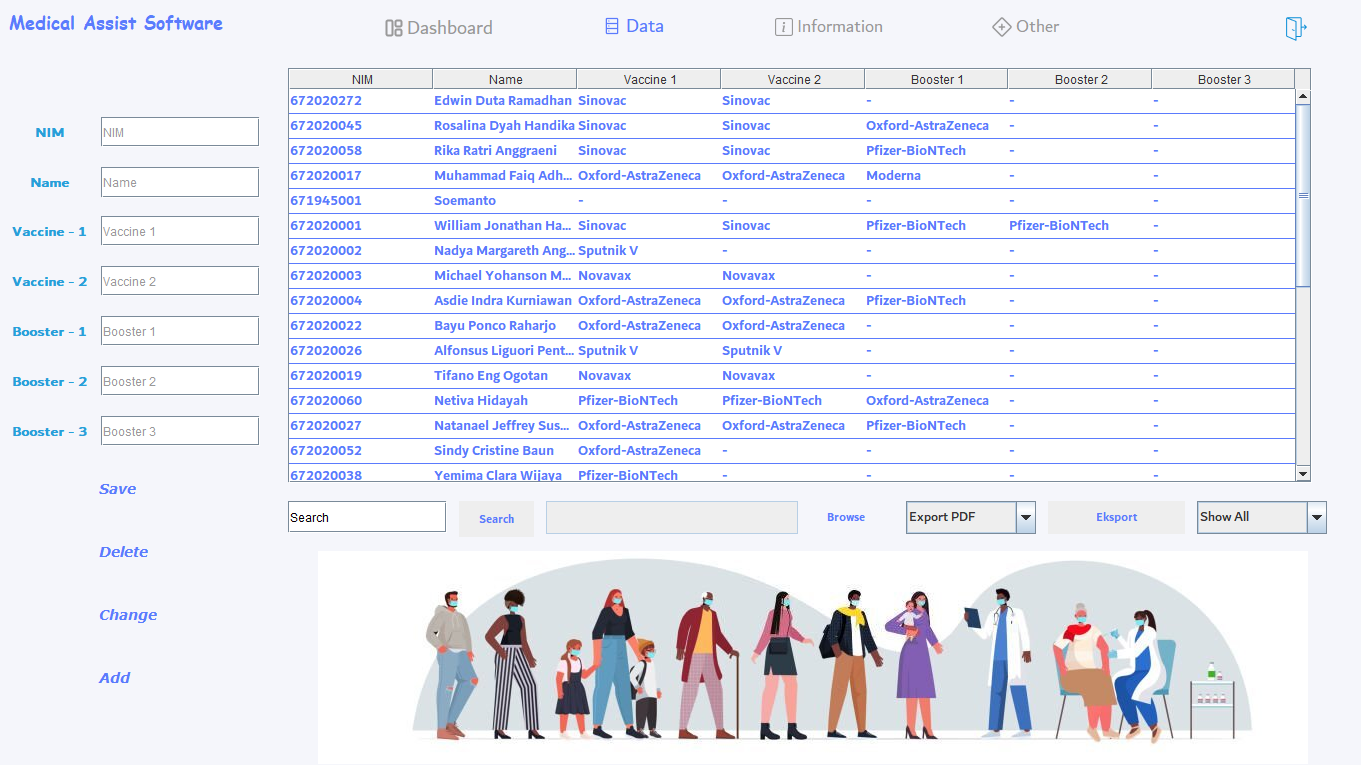 Medical Assist Software
Dashboard Data Information Other
NIM Name Vaccine 1 Vaccine 2 Booster 1 Booster 2 Booster 3
672020272 Edwin Duta Ramadhan Sinovac Sinovac - - -
672020045 Rosalina Dyah Handika Sinovac Sinovac Oxford-AstraZeneca - -
672020058 Rika Ratri Anggraeni Sinovac Sinovac Pfizer-BioNTech - -
672020017 Muhammad Faiq Adh... Oxford-AstraZeneca Oxford-AstraZeneca Moderna - -
671945001 Soemanto - - - - -
672020001 William Jonathan Ha... Sinovac Sinovac Pfizer-BioNTech Pfizer-BioNTech -
672020002 Nadya Margareth Ang... Sputnik V - - - -
672020003 Michael Yohanson M... Novavax Novavax - - -
672020004 Asdie Indra Kurniawan Oxford-AstraZeneca Oxford-AstraZeneca Pfizer-BioNTech - -
672020022 Bayu Ponco Raharjo Oxford-AstraZeneca Oxford-AstraZeneca - - -
672020026 Alfonsus Liguori Pent... Sputnik V Sputnik V - - -
672020019 Tifano Eng Ogotan Novavax Novavax - - -
672020060 Netiva Hidayah Pfizer-BioNTech Pfizer-BioNTech Oxford-AstraZeneca - -
672020027 Natanael Jeffrey Sus... Oxford-AstraZeneca Oxford-AstraZeneca Pfizer-BioNTech - -
672020052 Sindy Cristine Baun Oxford-AstraZeneca - - - -
672020038 Yemima Clara Wijaya Pfizer-BioNTech - - - -
NIM NIM
Name Name
Vaccine - 1 Vaccine 1
Vaccine - 2 Vaccine 2
Booster - 1 Booster 1
Booster - 2 Booster 2
Booster - 3 Booster 3
Save
Delete
Change
Add
Search Search Browse Export PDF Eksport Show All